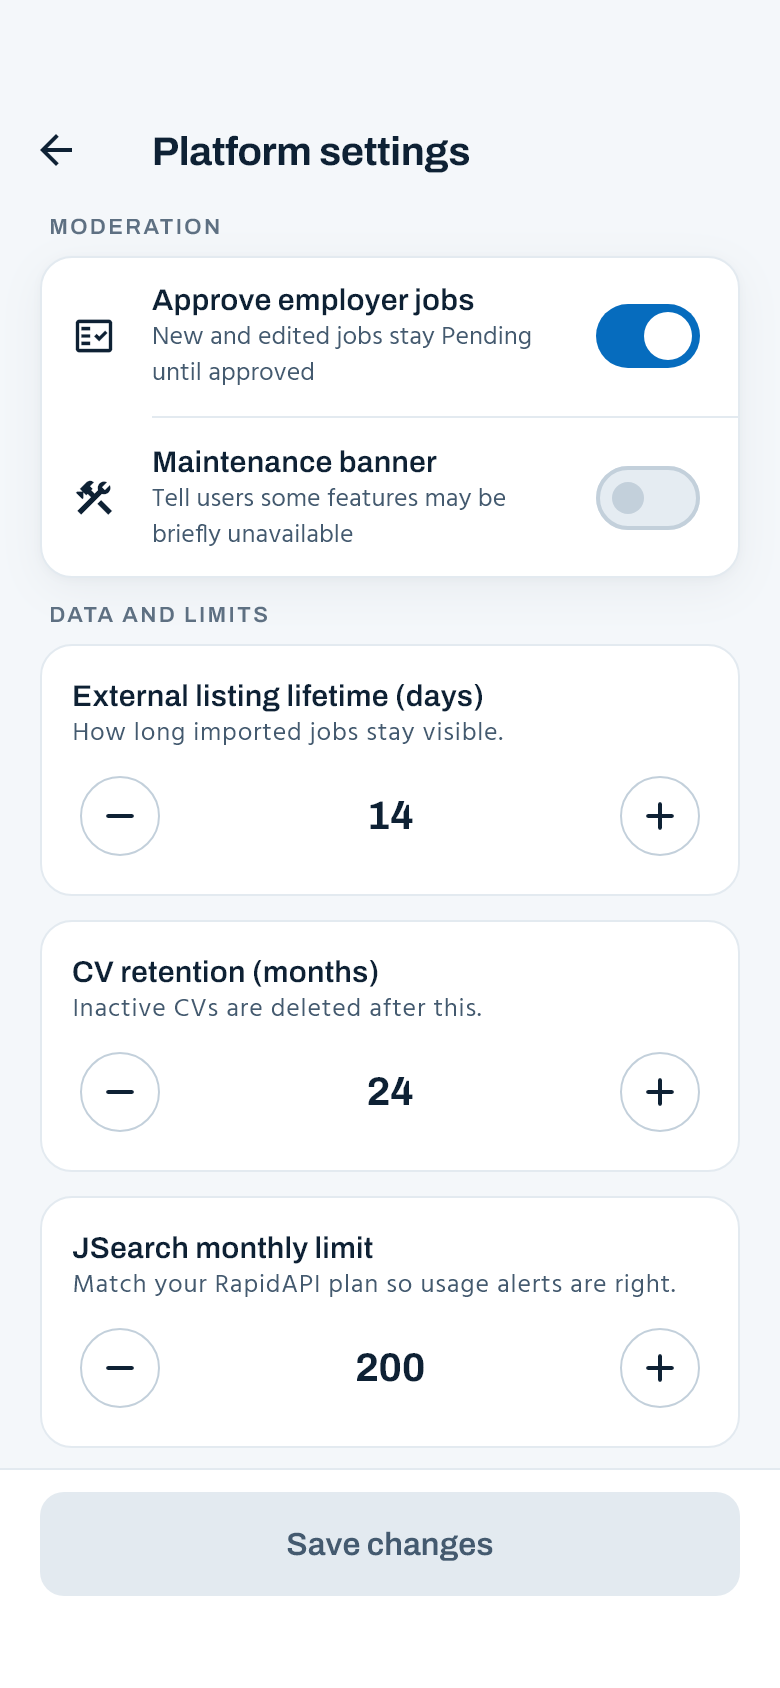 Platform settings
MODERATION
Approve employer jobs
New and edited jobs stay Pending
until approved
Maintenance banner
Tell users some features may be
briefly unavailable
DATA AND LIMITS
External listing lifetime (days)
How long imported jobs stay visible.
14
CV retention (months)
Inactive CVs are deleted after this.
24
JSearch monthly limit
Match your RapidAPI plan so usage alerts are right.
200
Save changes